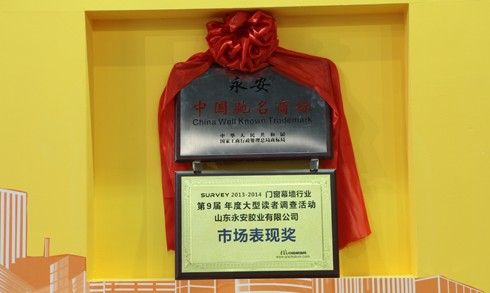 永安
中国驰名商标
China Well Known Trademark
中华人民共和国
国家工商行政管理总局商标局
SURVEY 2013-2014 门窗幕墙行业
第9届 年度大型读者调查活动
山东永安胶业有限公司
市场表现奖